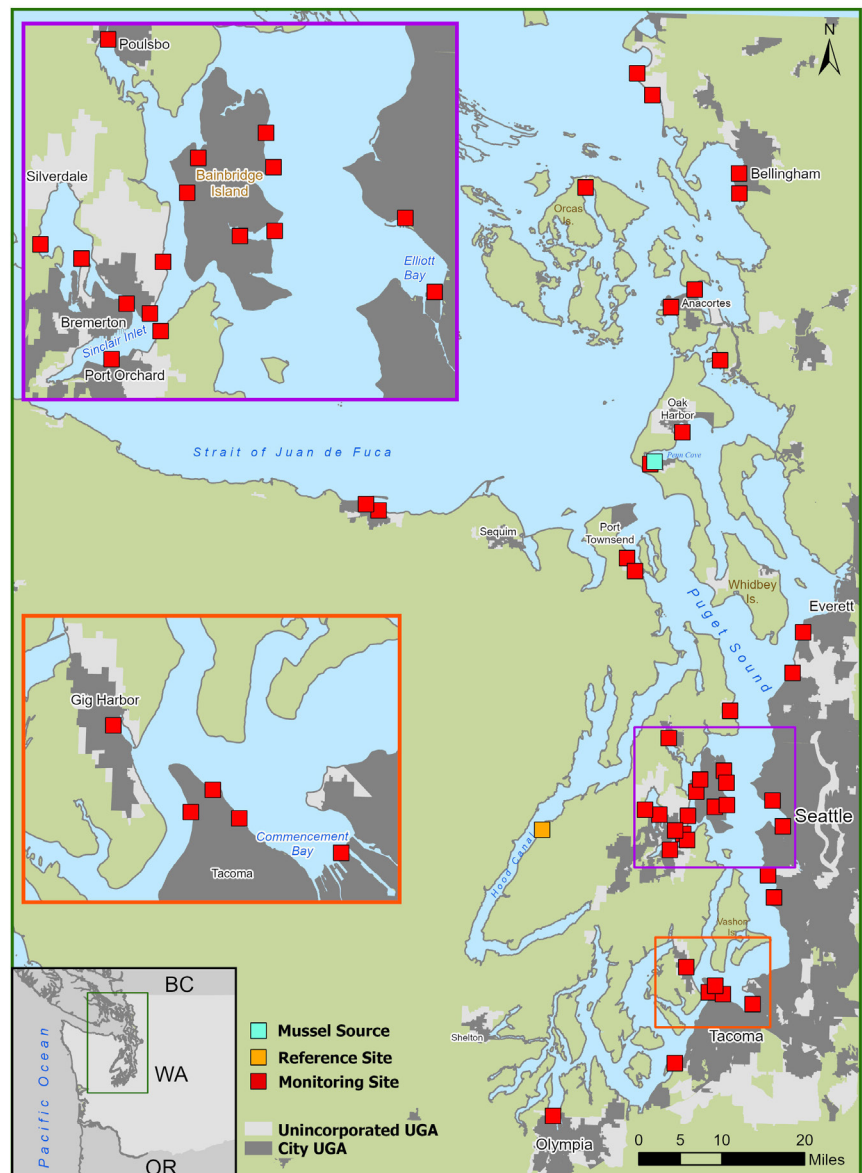 Poulsbo
Silverdale
Bainbridge
Island
Elliott
Bay
Bremerton
Sinclair Inlet
Port Orchard
N
Bellingham
Orcas
Is.
Anacortes
Oak
Harbor
Penn Cove
Strait of Juan de Fuca
Sequim
Port
Townsend
Whidbey
Is.
Everett
Puget Sound
Gig Harbor
Commencement
Bay
Tacoma
Seattle
Hood Canal
Vashon
Is.
Tacoma
Shelton
Olympia
BC
WA
OR
Pacific Ocean
Mussel Source
Reference Site
Monitoring Site
Unincorporated UGA
City UGA
0 5 10 20
Miles